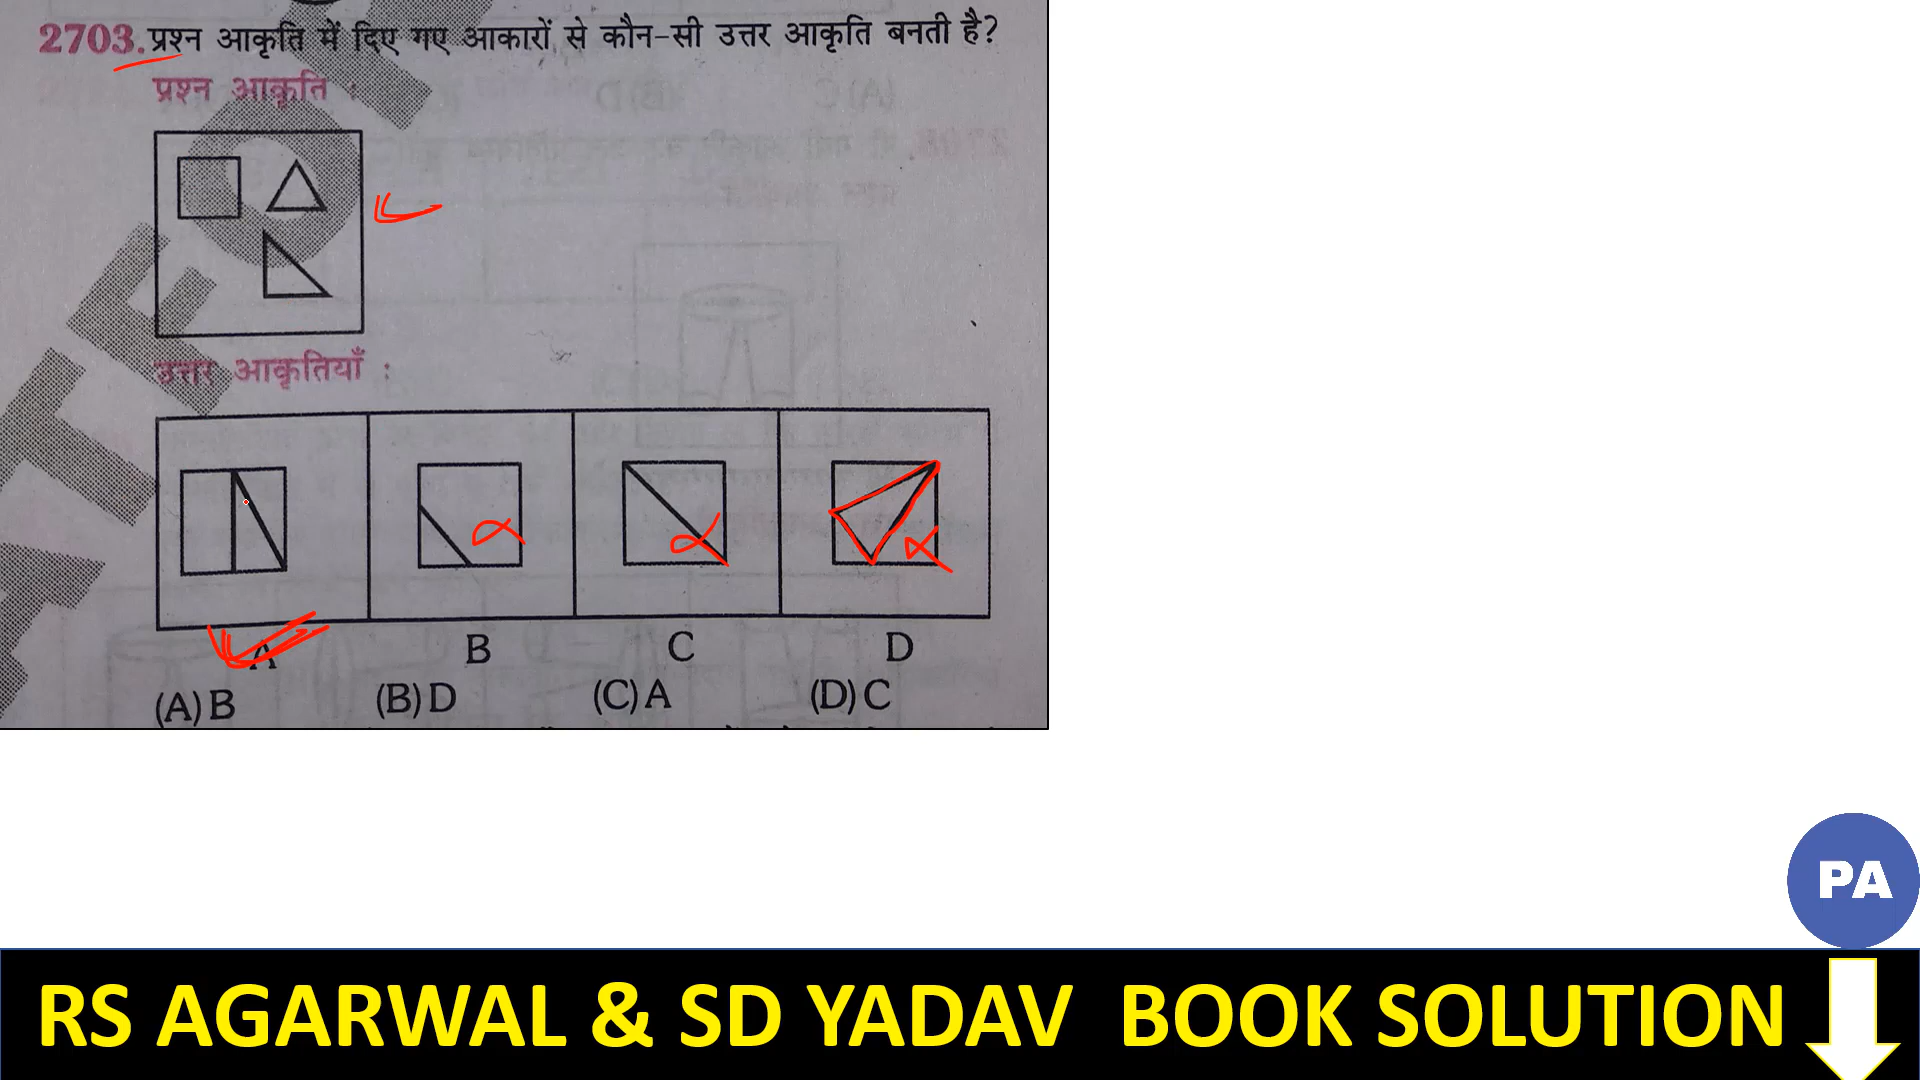 2703. प्रश्न आकृति में दिए गए आकारों से कौन-सी उत्तर आकृति बनती है?
प्रश्न आकृति :
उत्तर आकृतियाँ :
A B C D
(A) B (B) D (C) A (D) C
PA
RS AGARWAL & SD YADAV BOOK SOLUTION